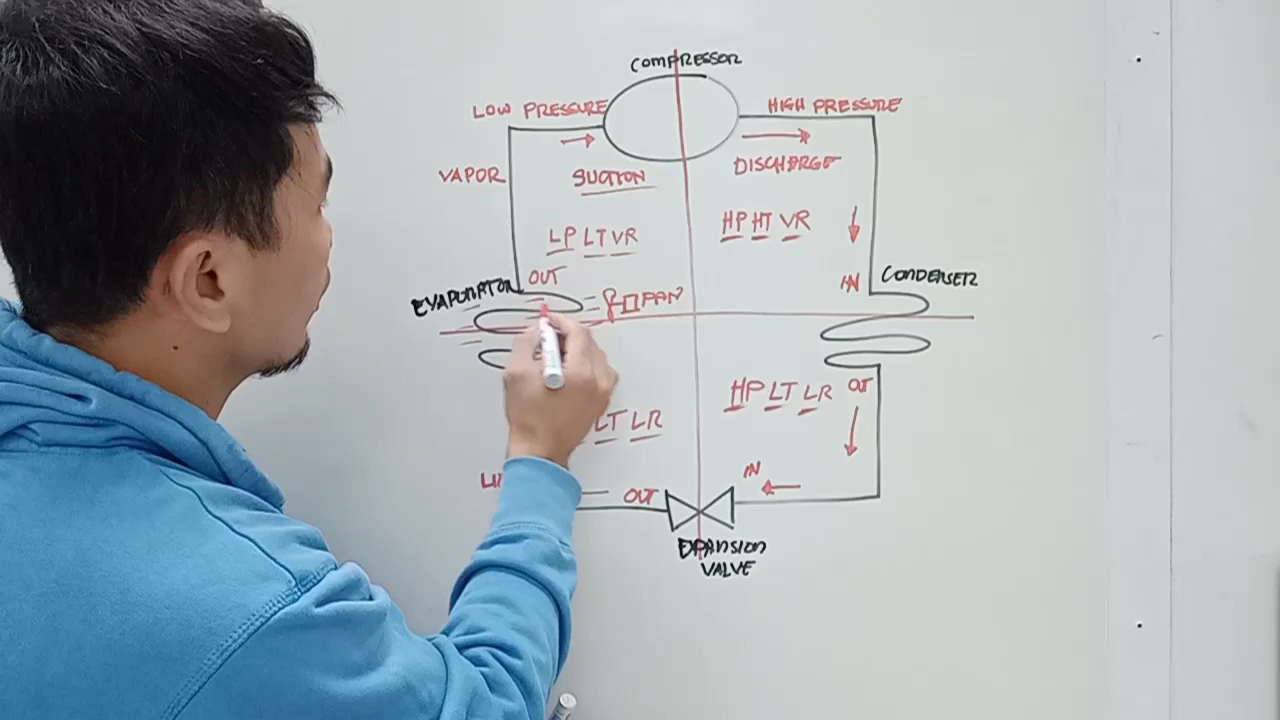 COMPRESSOR
LOW PRESSURE
HIGH PRESSURE
VAPOR
SUCTION
DISCHARGE
LP LT VR
HP HT VR
OUT
IN
CONDENSER
EVAPORATOR
FAN
HP LT LR
OUT
LT LR
IN
OUT
EXPANSION
VALVE